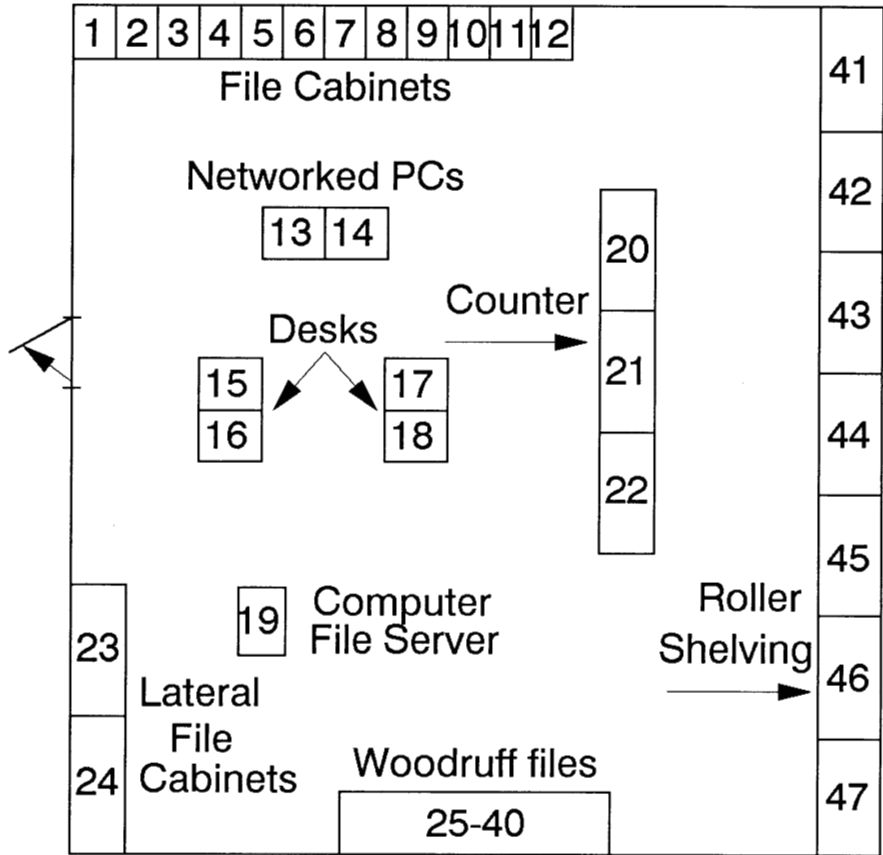 1 2 3 4 5 6 7 8 9 10 11 12
File Cabinets
41
42
43
44
45
46
47
Networked PCs
13 14
20
21
22
Counter
Desks
15
16
17
18
19
Computer
File Server
Roller
Shelving
23
24
Lateral
File
Cabinets
Woodruff files
25-40